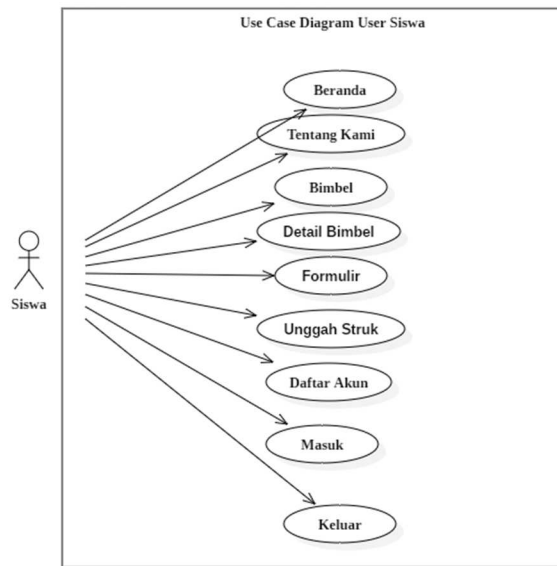 Use Case Diagram User Siswa
Beranda
Tentang Kami
Bimbel
Detail Bimbel
Formulir
Siswa
Unggah Struk
Daftar Akun
Masuk
Keluar